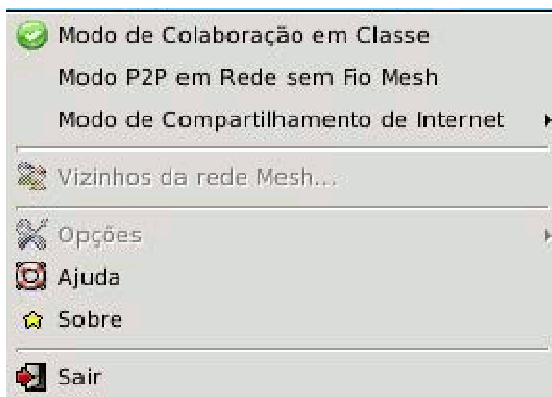 Modo de Colaboração em Classe
Modo P2P em Rede sem Fio Mesh
Modo de Compartilhamento de Internet
Vizinhos da rede Mesh...
Opções
Ajuda
Sobre
Sair